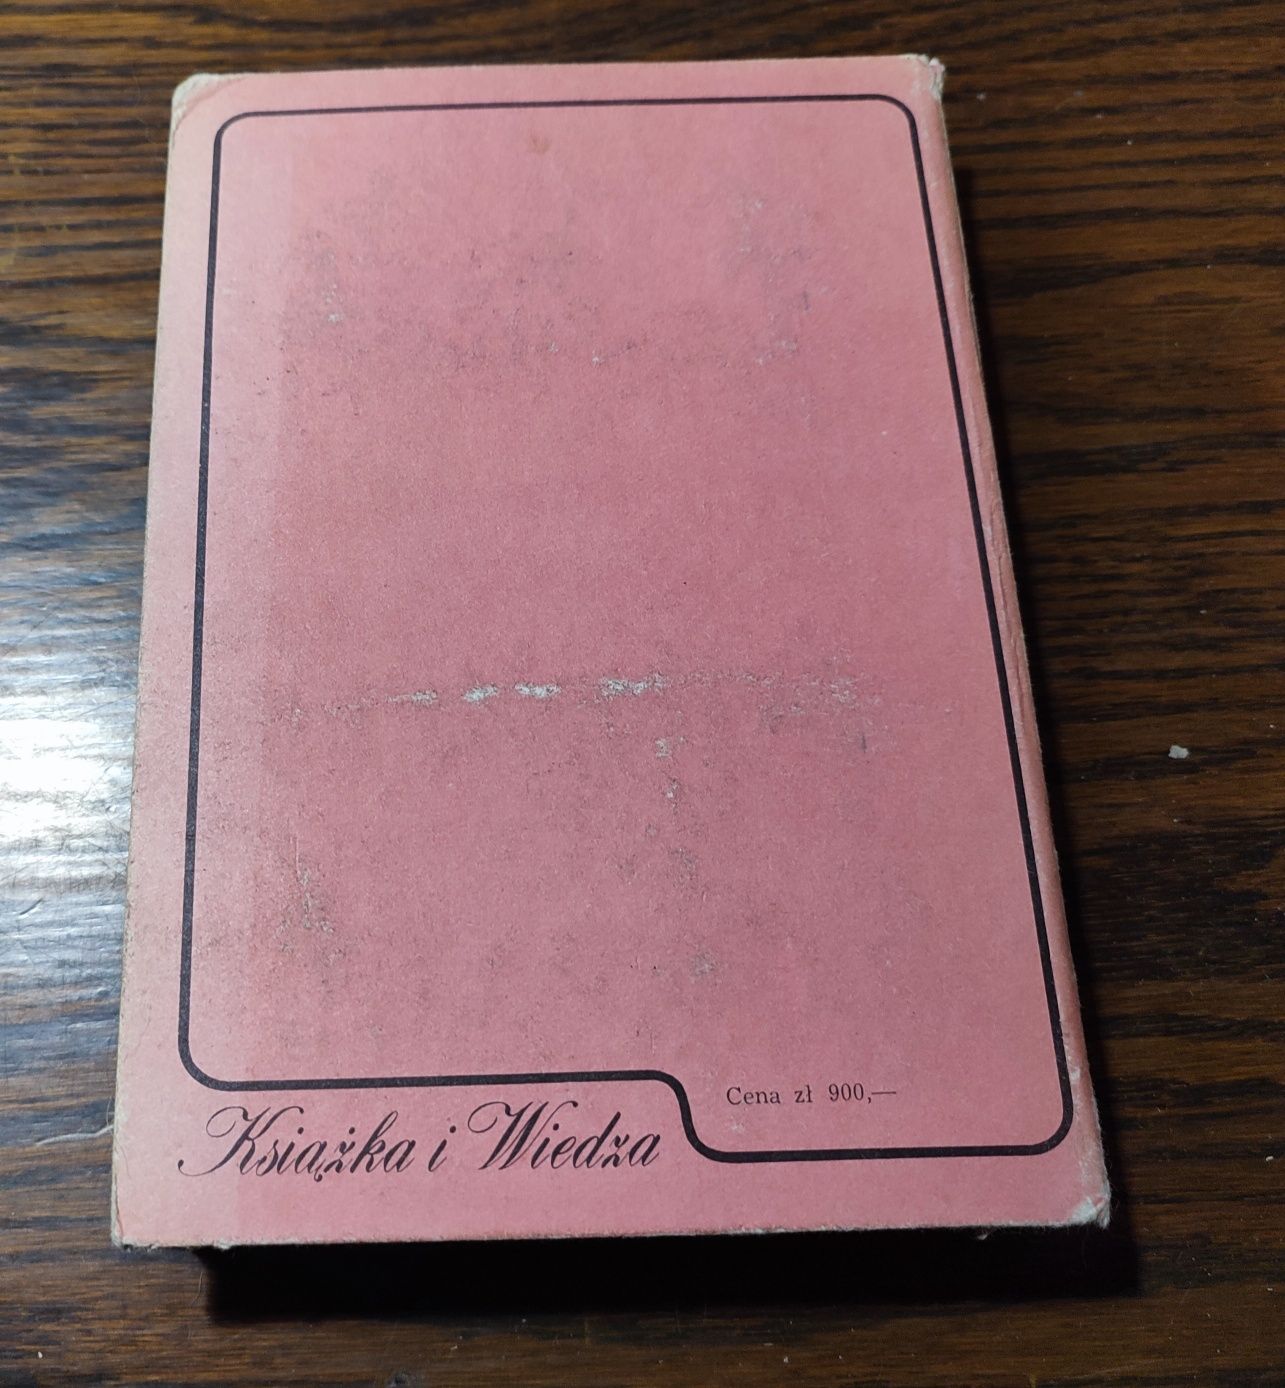 Cena zł 900,—
Książka i Wiedza